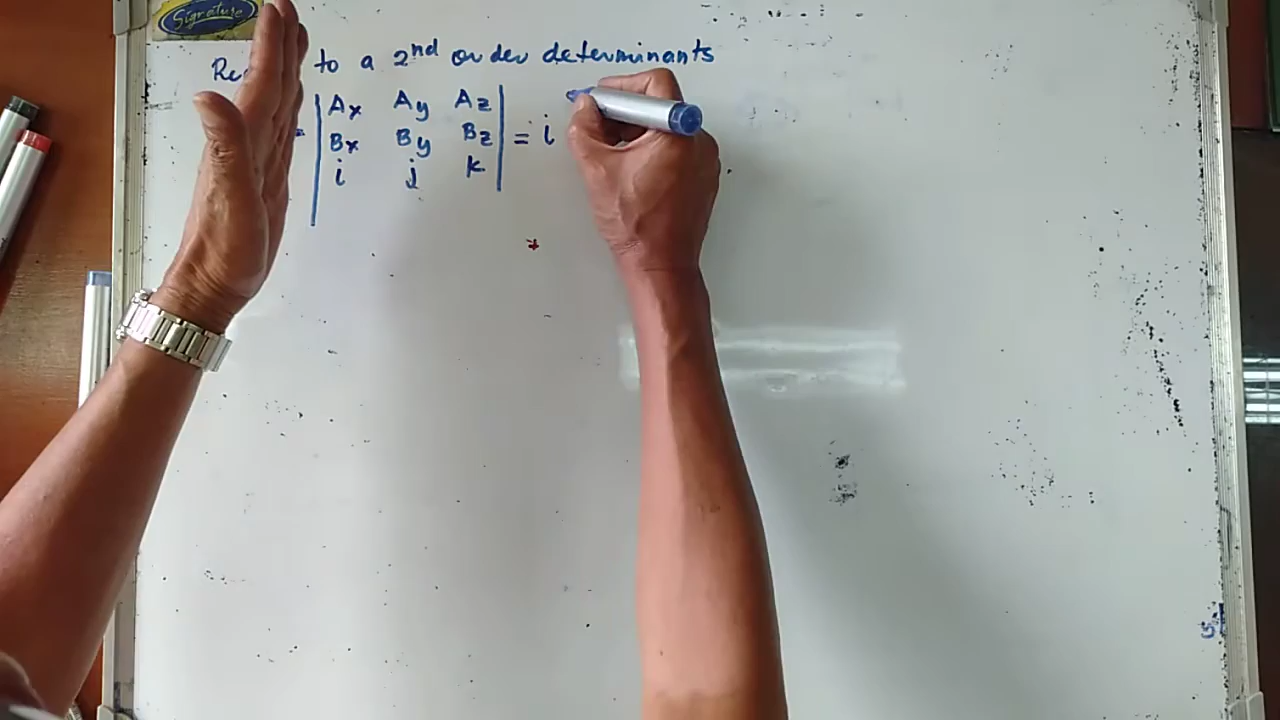 Signature
to a 2nd order determinants
Ax Ay Az
= Bx By Bz = i
i j k